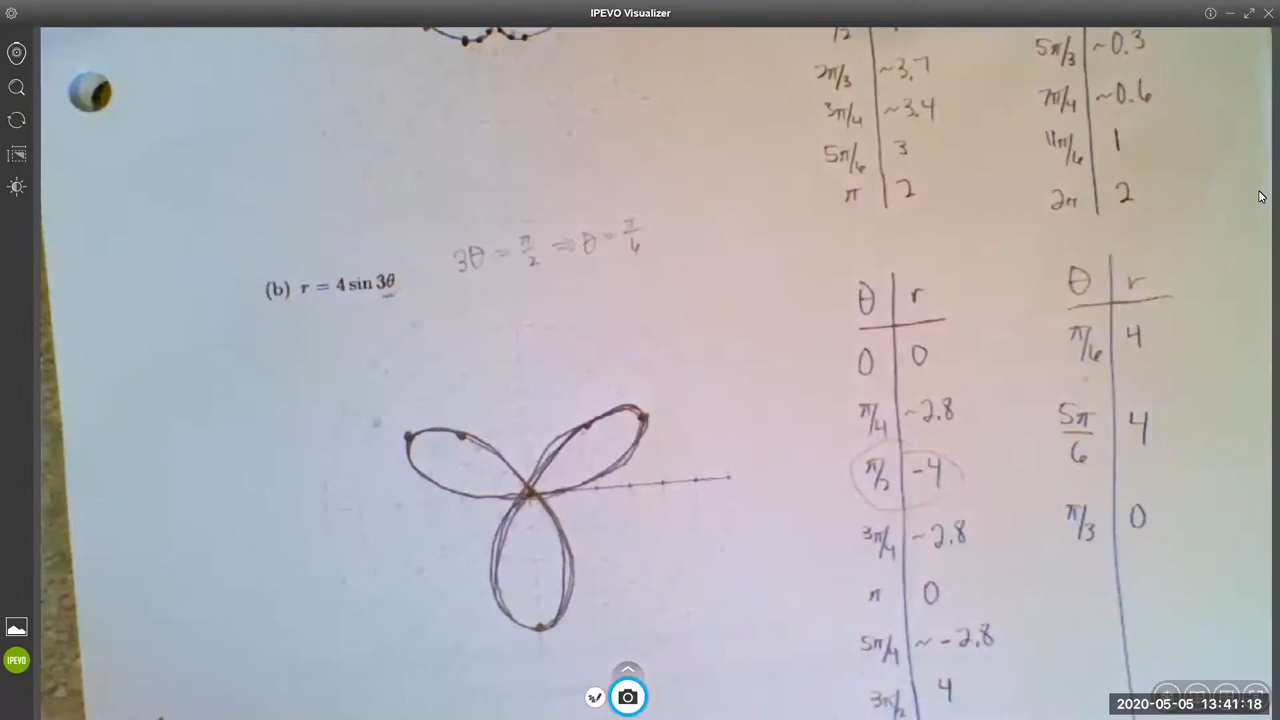 IPEVO Visualizer
π/2
2π/3 ~3.7
3π/4 ~3.4
5π/6 3
π 2
5π/3 ~0.3
7π/4 ~0.6
11π/6 1
2π 2
3θ = π/2 ⇒ θ = π/6
(b) r = 4 sin 3θ
θ r
0 0
π/4 ~2.8
π/2 -4
3π/4 ~2.8
π 0
5π/4 ~-2.8
3π/2 4
θ r
π/6 4
5π/6 4
π/3 0
IPEVO
2020-05-05 13:41:18